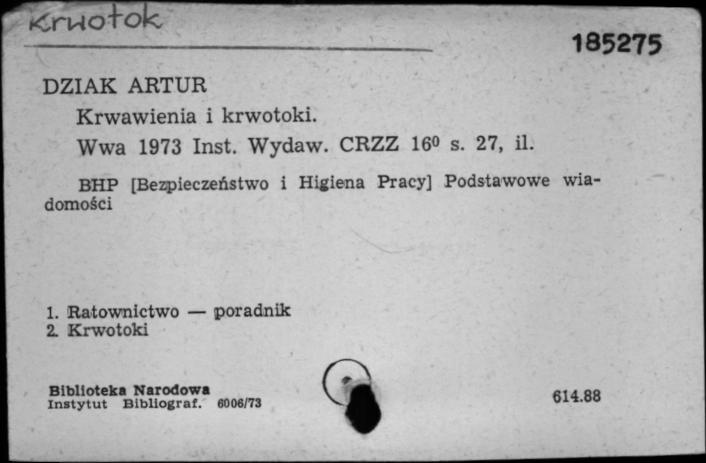 Krwotok
185275
DZIAK ARTUR
Krwawienia i krwotoki.
Wwa 1973 Inst. Wydaw. CRZZ 16⁰ s. 27, il.
BHP [Bezpieczeństwo i Higiena Pracy] Podstawowe wia-
domości
1. Ratownictwo — poradnik
2. Krwotoki
Biblioteka Narodowa
Instytut Bibliograf. 6006/73
614.88